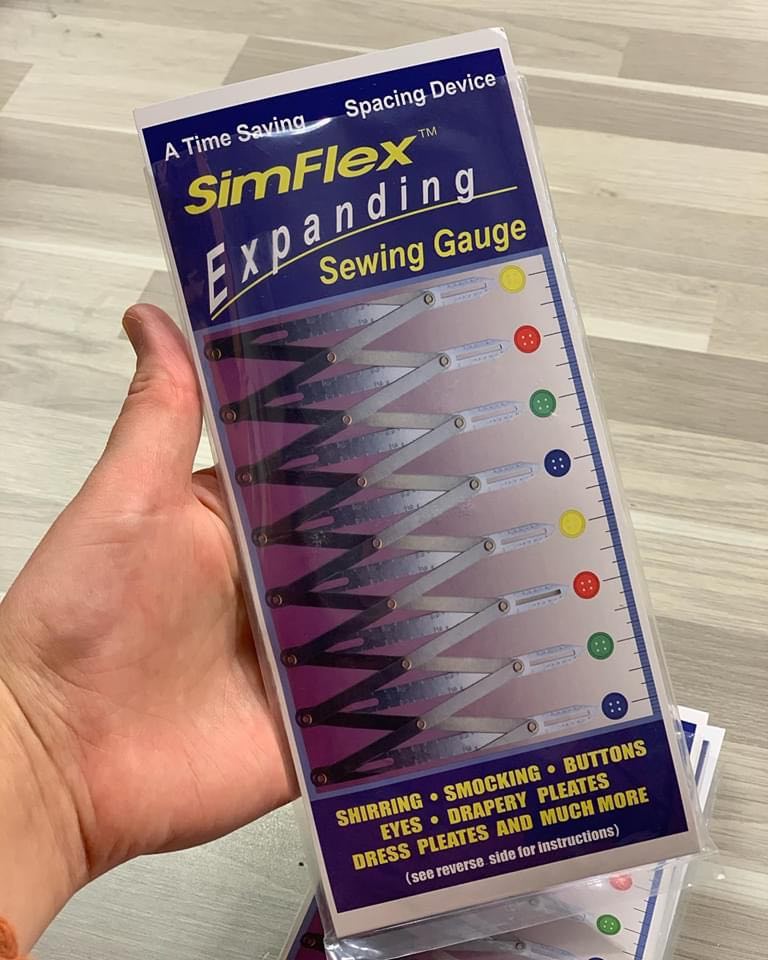 A Time Saving Spacing Device
SimFlex™
Expanding
Sewing Gauge
SHIRRING • SMOCKING • BUTTONS
EYES • DRAPERY PLEATES
DRESS PLEATES AND MUCH MORE
(see reverse side for instructions)